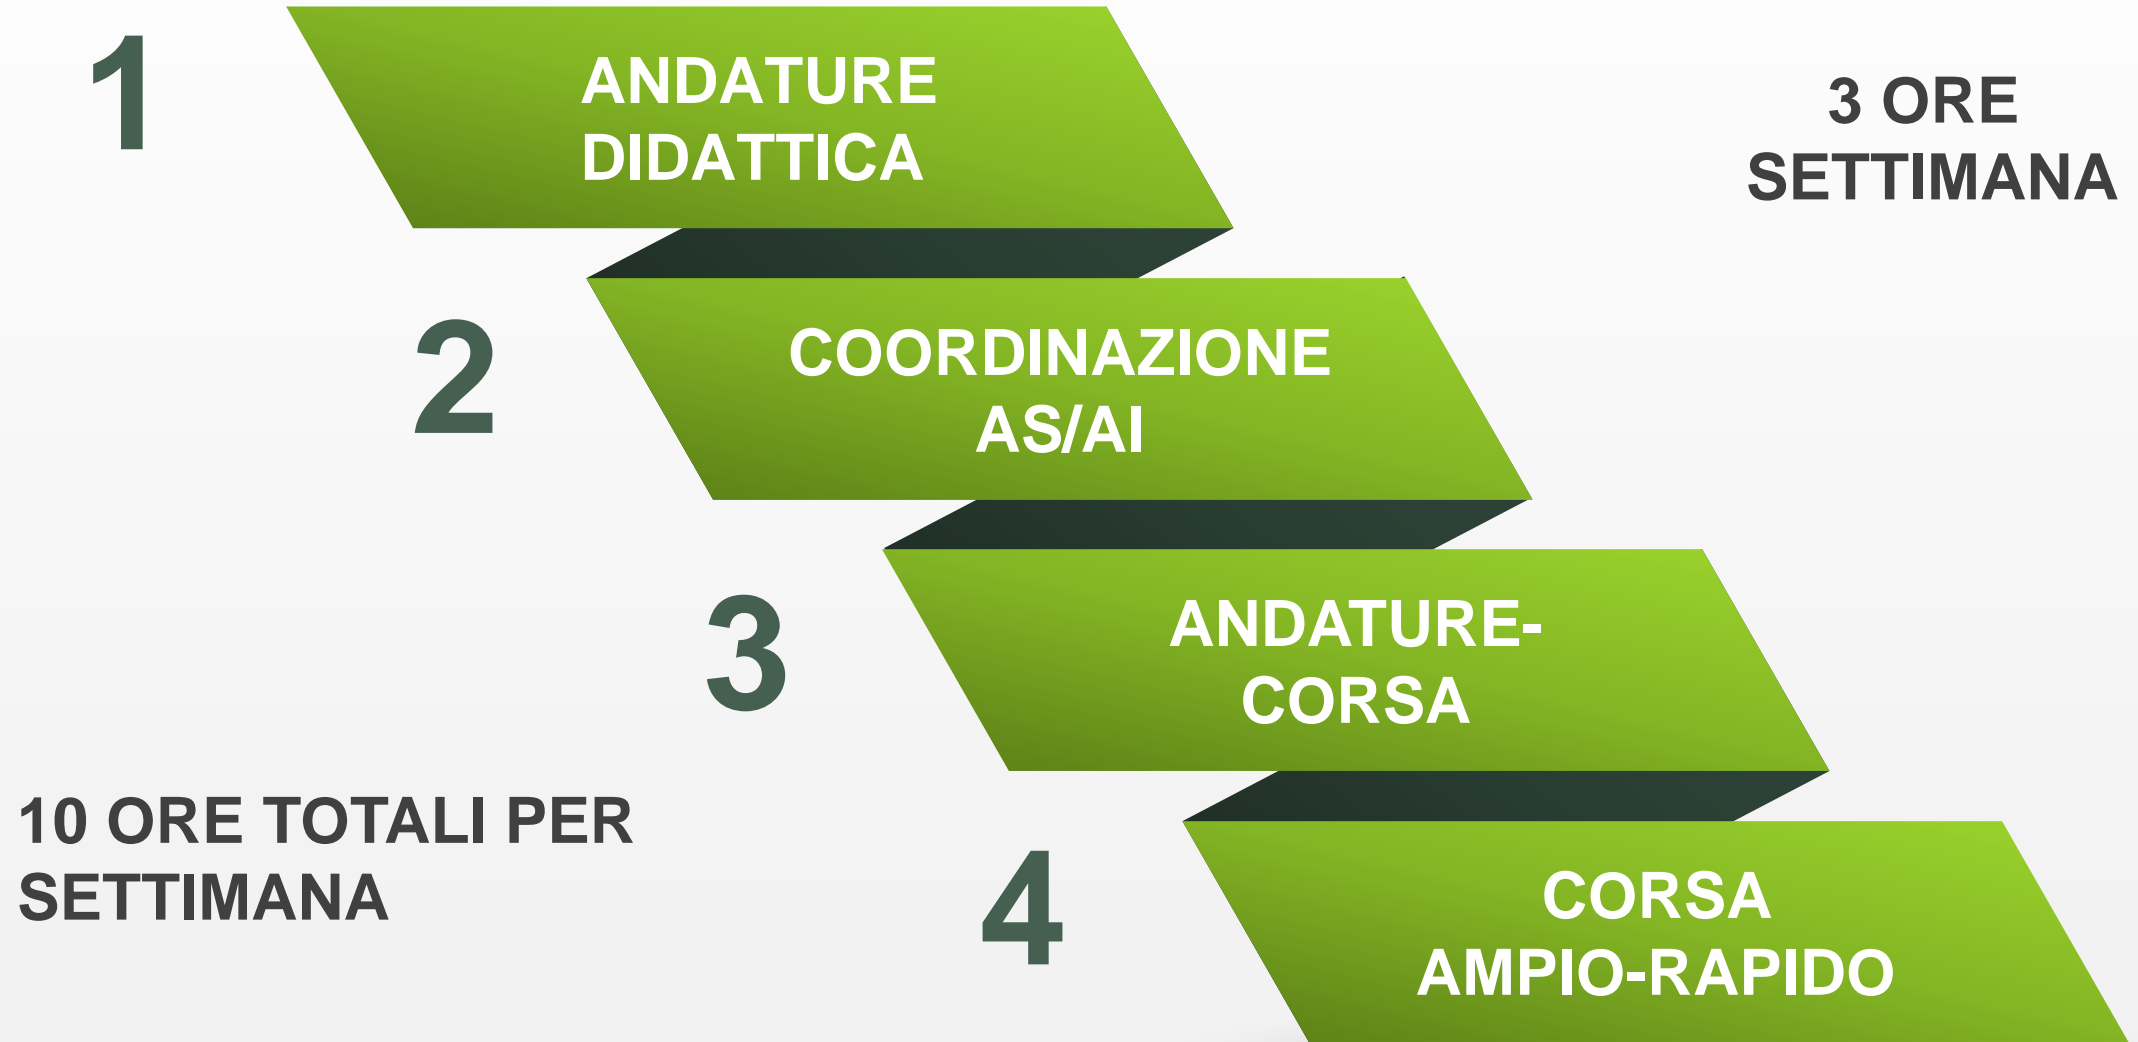 1
ANDATURE
DIDATTICA
3 ORE
SETTIMANA
2
COORDINAZIONE
AS/AI
3
ANDATURE-
CORSA
10 ORE TOTALI PER
SETTIMANA
4
CORSA
AMPIO-RAPIDO